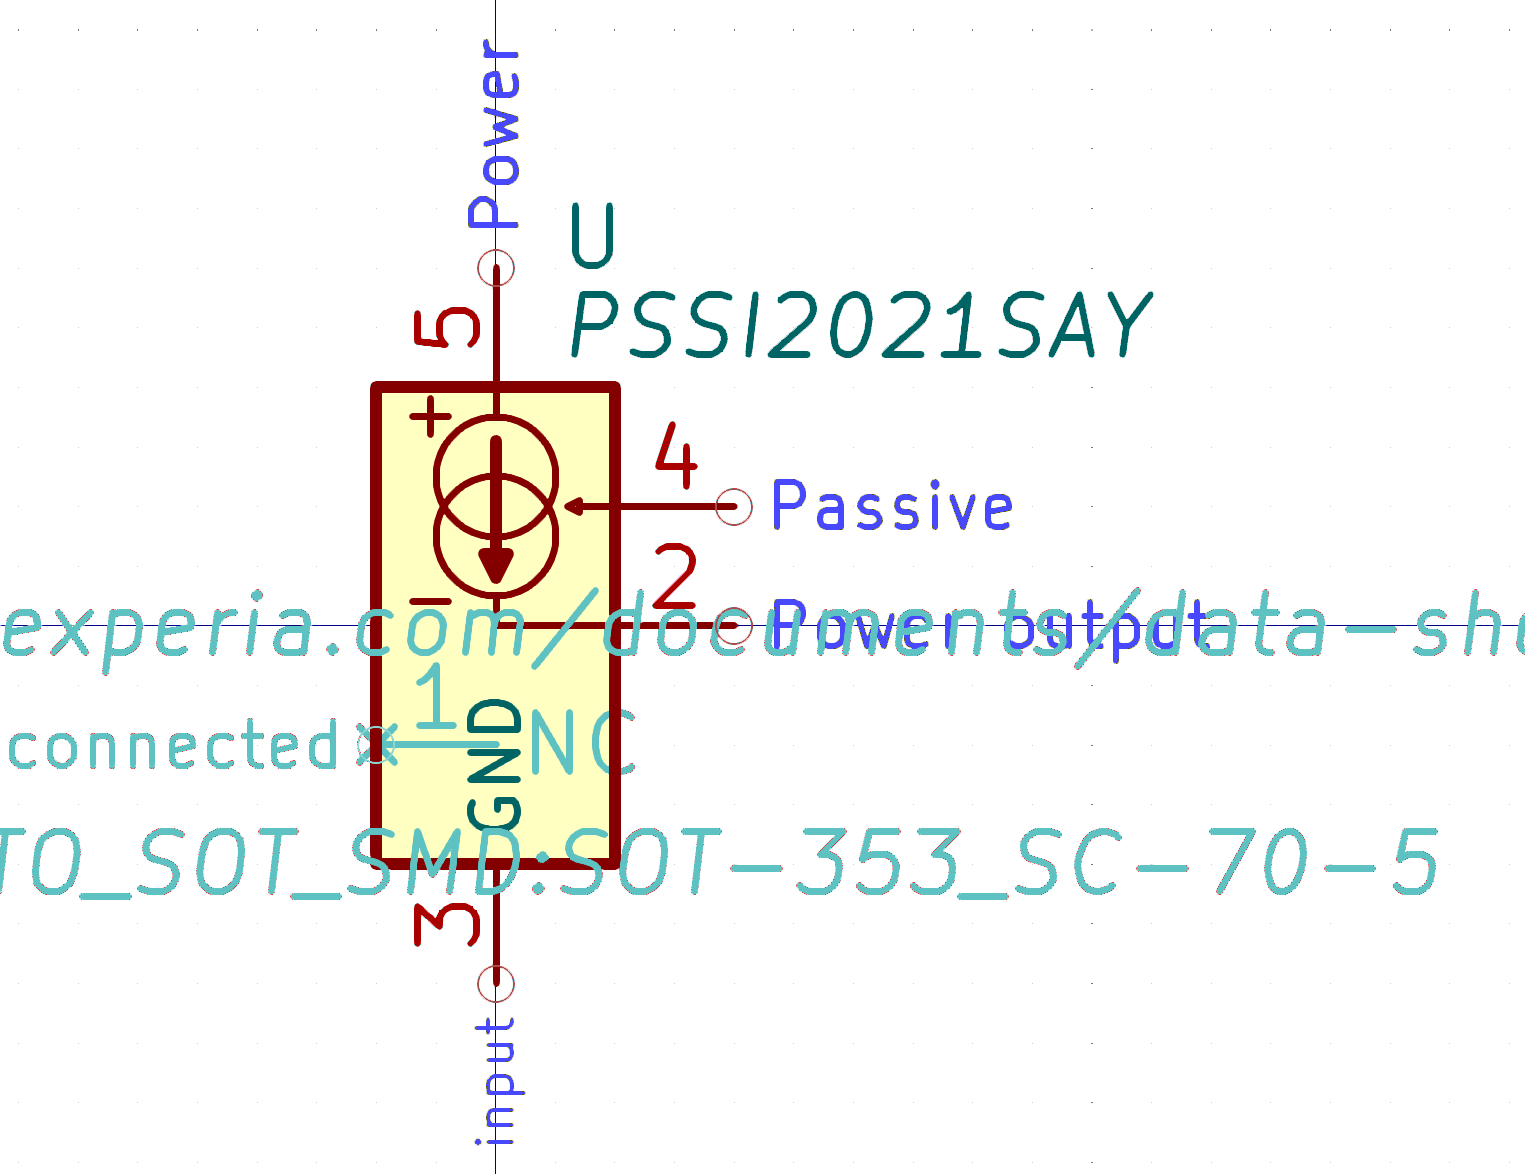 Power
U
5
PSSI2021SAY
+
4
Passive
2
-
experia.com/documents/data-sh
Power output
1
GND
connected
NC
TO_SOT_SMD:SOT-353_SC-70-5
3
input